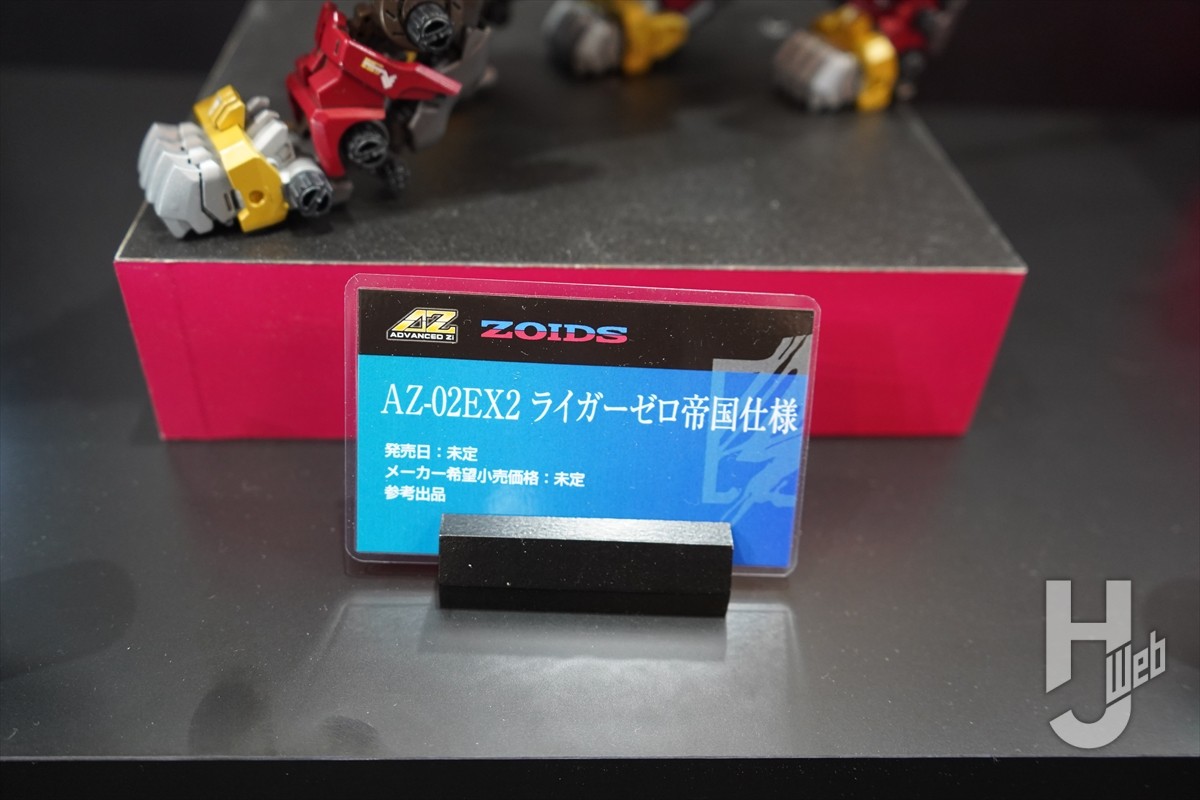 AZ
ADVANCED ZI
ZOIDS
AZ-02EX2 ライガーゼロ帝国仕様
発売日：未定
メーカー希望小売価格：未定
参考出品
HJ Web